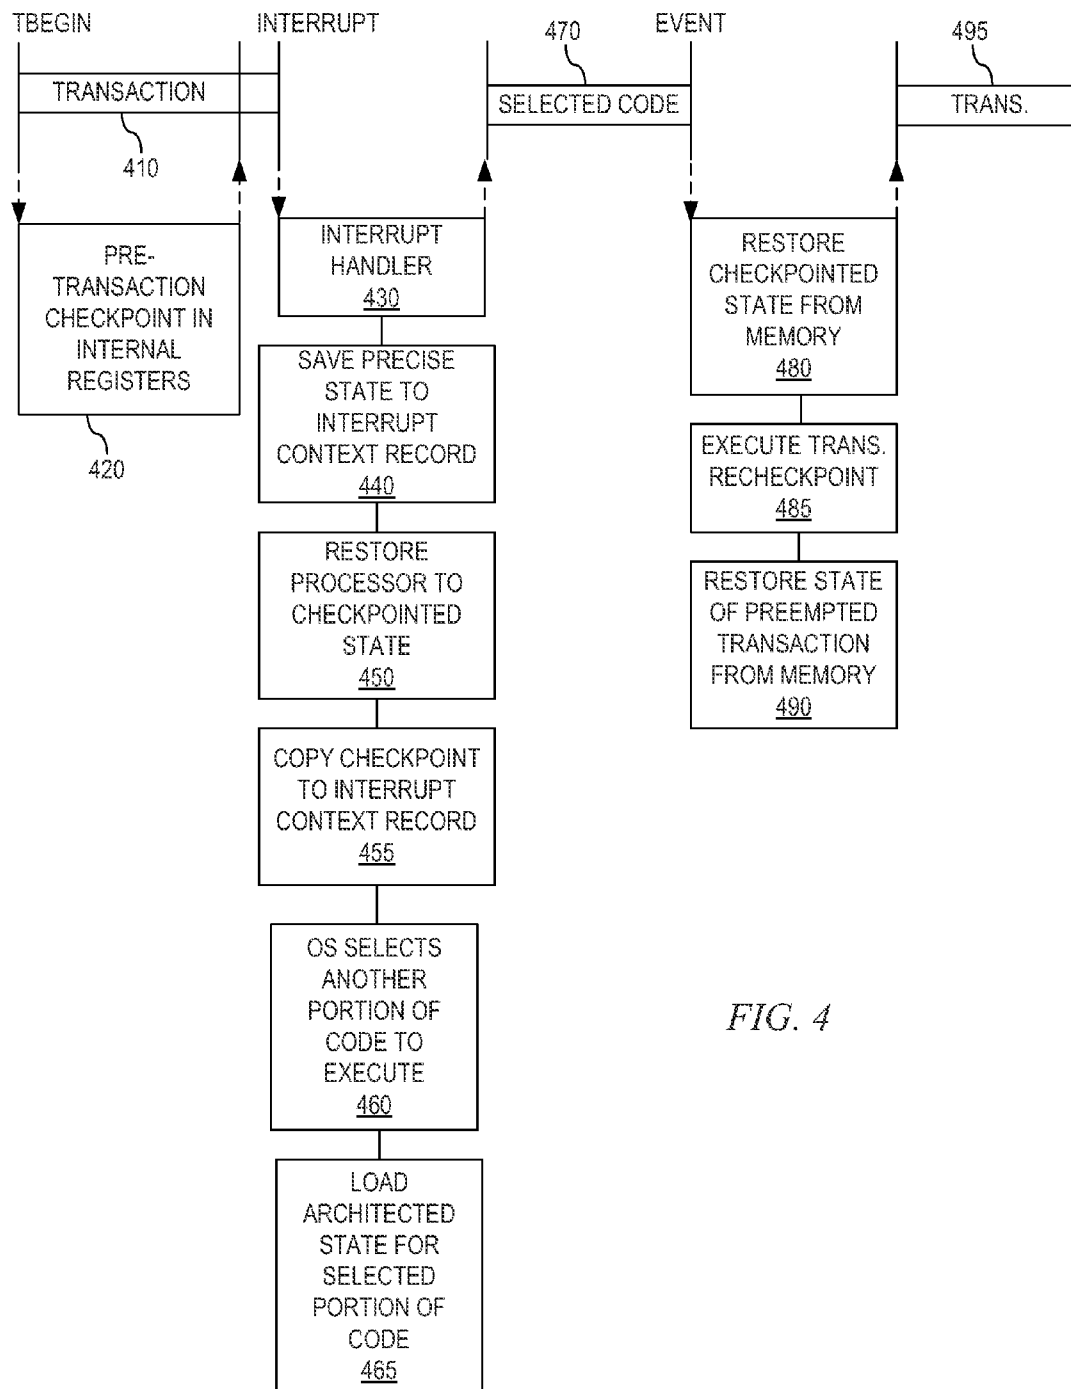 TBEGIN
INTERRUPT
470
EVENT
495
TRANSACTION
SELECTED CODE
TRANS.
410
PRE-
TRANSACTION
CHECKPOINT IN
INTERNAL
REGISTERS
420
INTERRUPT
HANDLER
430
SAVE PRECISE
STATE TO
INTERRUPT
CONTEXT RECORD
440
RESTORE
PROCESSOR TO
CHECKPOINTED
STATE
450
COPY CHECKPOINT
TO INTERRUPT
CONTEXT RECORD
455
OS SELECTS
ANOTHER
PORTION OF
CODE TO
EXECUTE
460
LOAD
ARCHITECTED
STATE FOR
SELECTED
PORTION OF
CODE
465
RESTORE
CHECKPOINTED
STATE FROM
MEMORY
480
EXECUTE TRANS.
RECHECKPOINT
485
RESTORE STATE
OF PREEMPTED
TRANSACTION
FROM MEMORY
490
FIG. 4